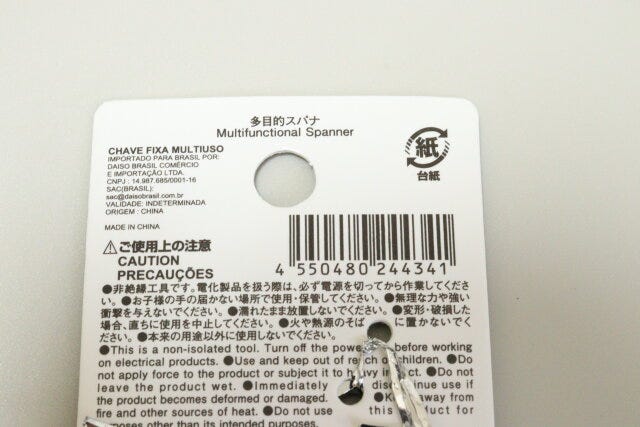 多目的スパナ
Multifunctional Spanner
CHAVE FIXA MULTIUSO
IMPORTADO PARA BRASIL POR:
DAISO BRASIL COMÉRCIO
E IMPORTAÇÃO LTDA.
CNPJ : 14.987.685/0001-16
SAC(BRASIL):
sac@daisobrasil.com.br
VALIDADE: INDETERMINADA
ORIGEM : CHINA
MADE IN CHINA
紙
台紙
⚠ご使用上の注意
CAUTION
PRECAUÇÕES
4 550480 244341
●非絶縁工具です。電化製品を扱う際は、必ず電源を切ってから作業してくださ
い。●お子様の手の届かない場所で使用・保管してください。●無理な力や強い
衝撃を与えないでください。●濡れたまま放置しないでください。●変形・破損した
場合、直ちに使用を中止してください。●火や熱源のそば に置かないでく
ださい。●本来の用途以外に使用しないでください。
●This is a non-isolated tool. Turn off the before working
on electrical products. ●Use and keep out of reach children. ●Do
not apply force to the product or subject it to ●Do not
leave the product wet. ●Immediately discontinue use if
the product becomes deformed or damaged. away from
fire and other sources of heat. ●Do not use this product for
purposes other than its intended purposes.